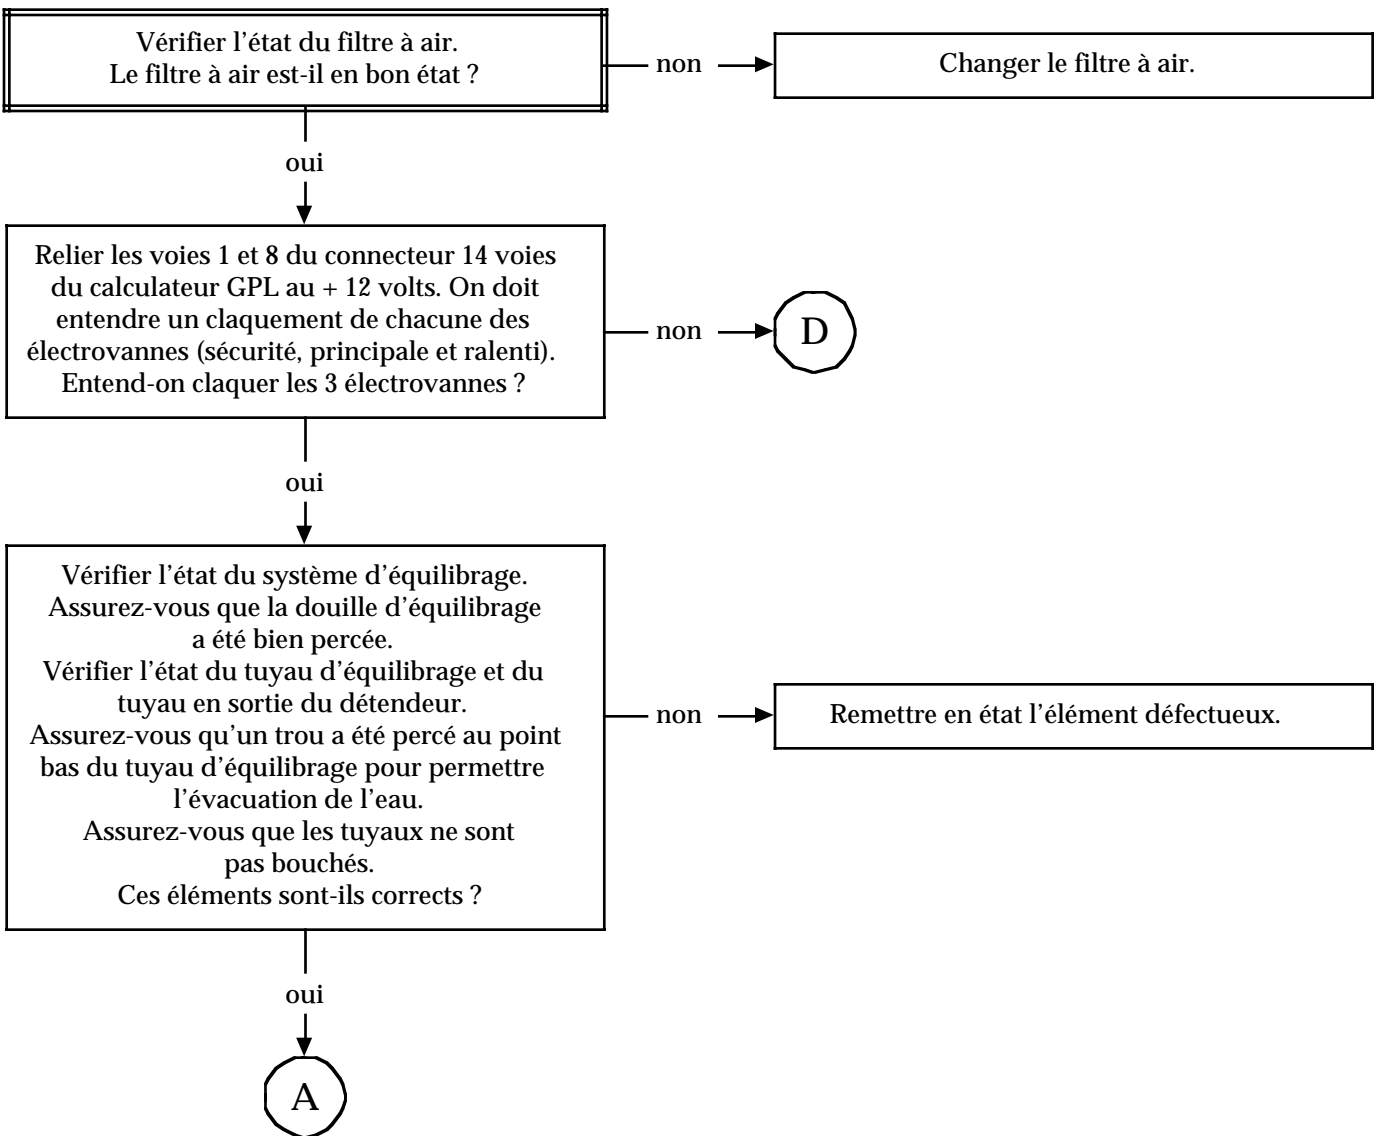 Vérifier l'état du filtre à air.
Le filtre à air est-il en bon état ?
non
Changer le filtre à air.
oui
Relier les voies 1 et 8 du connecteur 14 voies
du calculateur GPL au + 12 volts. On doit
entendre un claquement de chacune des
électrovannes (sécurité, principale et ralenti).
Entend-on claquer les 3 électrovannes ?
non
D
oui
Vérifier l'état du système d'équilibrage.
Assurez-vous que la douille d'équilibrage
a été bien percée.
Vérifier l'état du tuyau d'équilibrage et du
tuyau en sortie du détendeur.
Assurez-vous qu'un trou a été percé au point
bas du tuyau d'équilibrage pour permettre
l'évacuation de l'eau.
Assurez-vous que les tuyaux ne sont
pas bouchés.
Ces éléments sont-ils corrects ?
non
Remettre en état l'élément défectueux.
oui
A